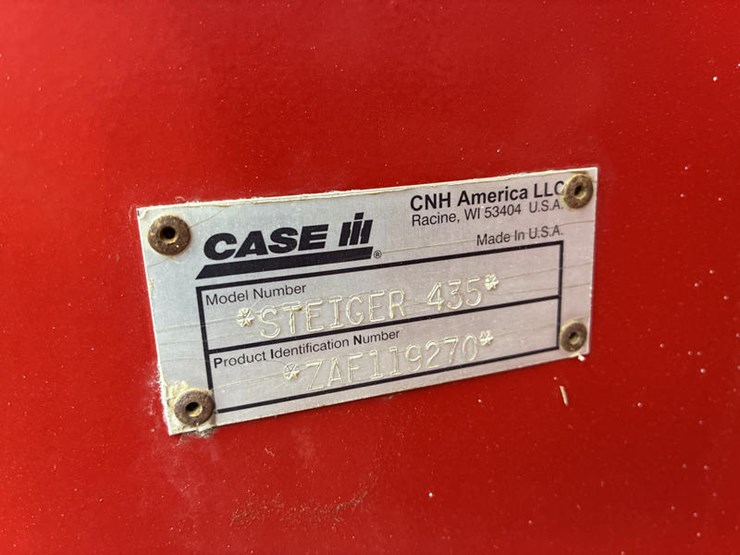 CASE IH ®
CNH America LLC
Racine, WI 53404 U.S.A.
Made In U.S.A.
Model Number
*STEIGER 435*
Product Identification Number
*ZAF119270*